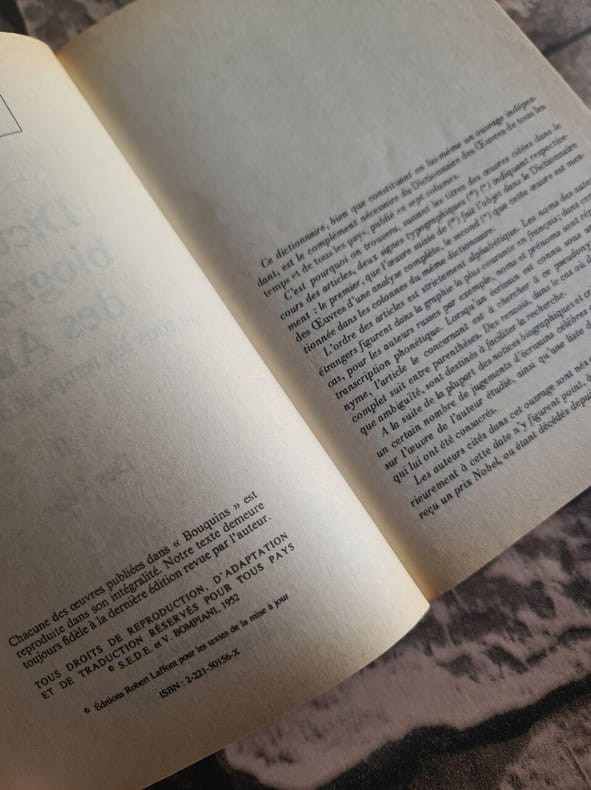 Chacune des œuvres publiées dans « Bouquins » est
reproduite dans son intégralité. Notre texte demeure
toujours fidèle à la dernière édition revue par l'auteur.
TOUS DROITS DE REPRODUCTION, D'ADAPTATION
ET DE TRADUCTION RÉSERVÉS POUR TOUS PAYS
© S.E.D.E. et V. BOMPIANI, 1952
© Éditions Robert Laffont pour les textes de la mise à jour
ISBN : 2-221-50156-X
Ce dictionnaire, bien que constituant en lui-même un ouvrage indépen-
dant, est le complément nécessaire du Dictionnaire des Œuvres de tous les
temps et de tous les pays, publié en sept volumes.
C'est pourquoi on trouvera, suivant les titres des œuvres citées dans le
cours des articles, deux signes typographiques (*) (*) indiquant respective-
ment : le premier, que l'œuvre suivie de (*) fait l'objet dans le Dictionnaire
des Œuvres d'une analyse complète, le second (*) que cette œuvre est men-
tionnée dans les colonnes du même dictionnaire.
L'ordre des articles est strictement alphabétique. Les noms des
étrangers figurent dans la graphie la plus courante en français; dans
cas, pour les auteurs russes par exemple, noms et prénoms sont
transcription phonétique. Lorsqu'un écrivain est connu sous un
nyme, l'article le concernant est à chercher à ce pseudonym
complet suit entre parenthèses. Des renvois, dans le cas où
que ambiguïté, sont destinés à faciliter la recherche.
A la suite de la plupart des notices biographiques et
un certain nombre de jugements d'écrivains célèbres
sur l'œuvre de l'auteur étudié, ainsi qu'une liste
qui lui ont été consacrés.
Les auteurs cités dans cet ouvrage sont nés
rieurement à cette date n'y figurent point,
reçu un prix Nobel, ou étant décédés depu